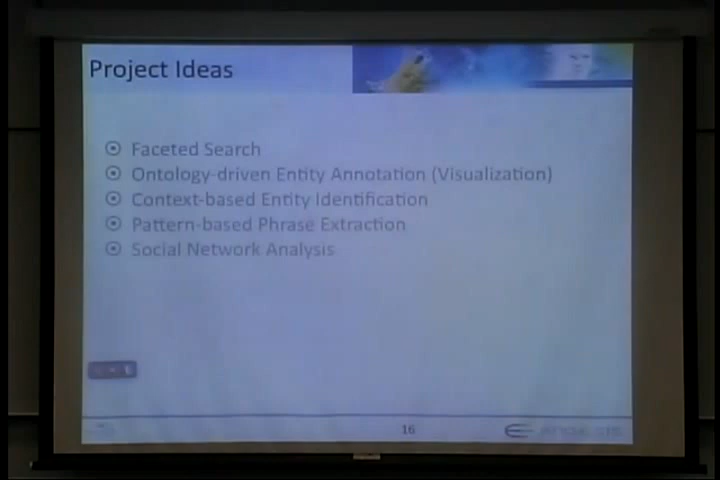 Project Ideas
Faceted Search
Ontology-driven Entity Annotation (Visualization)
Context-based Entity Identification
Pattern-based Phrase Extraction
Social Network Analysis
16